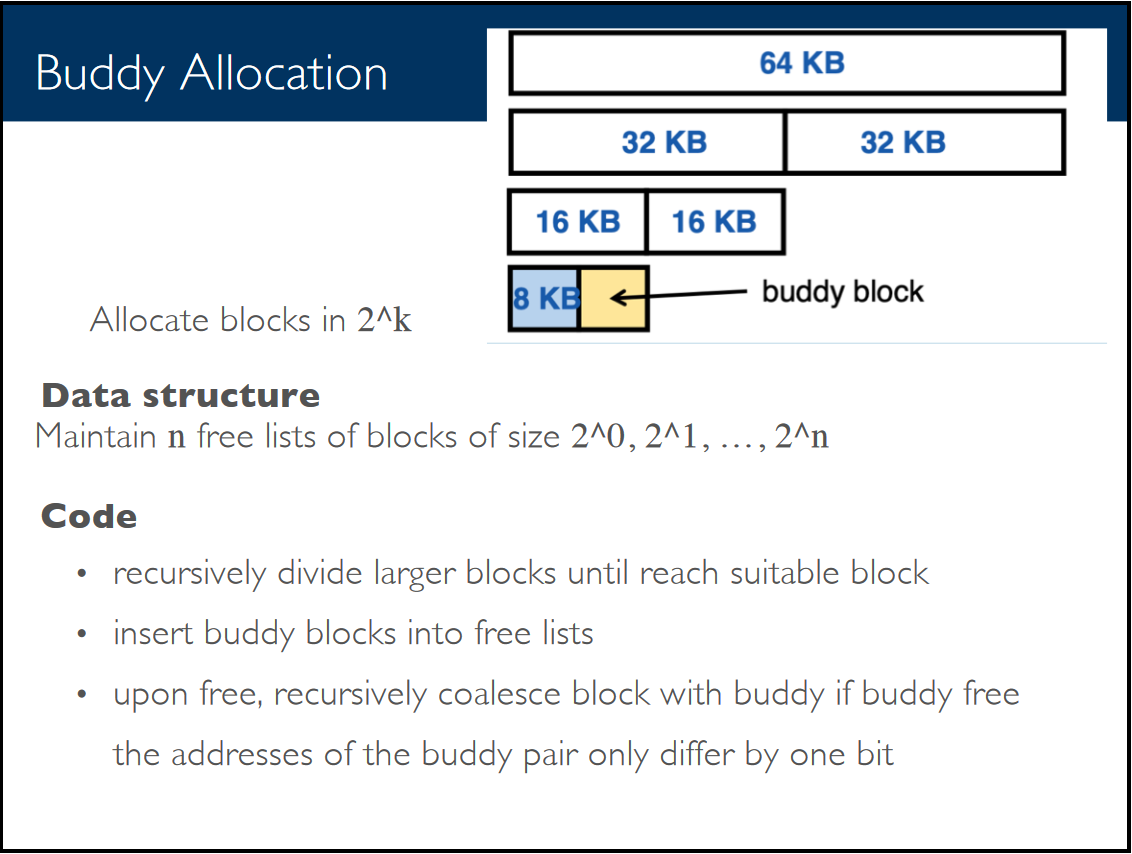 Buddy Allocation
64 KB
32 KB 32 KB
16 KB 16 KB
8 KB
buddy block
Allocate blocks in 2^k
Data structure
Maintain n free lists of blocks of size 2^0, 2^1, …, 2^n
Code
• recursively divide larger blocks until reach suitable block
• insert buddy blocks into free lists
• upon free, recursively coalesce block with buddy if buddy free
the addresses of the buddy pair only differ by one bit